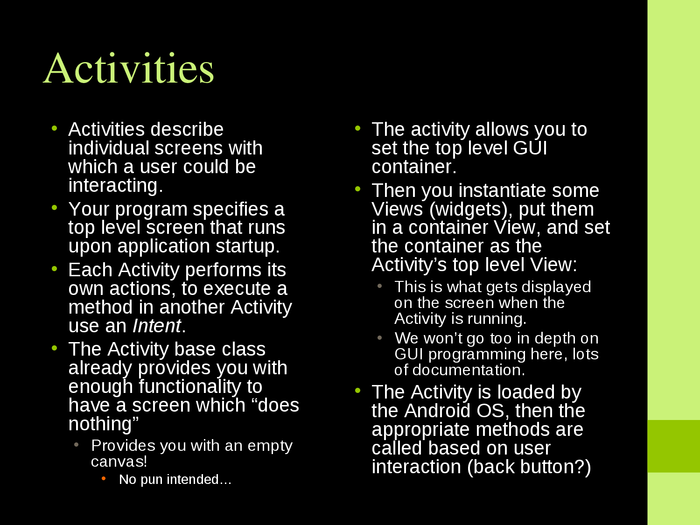 Activities
• Activities describe
individual screens with
which a user could be
interacting.
• Your program specifies a
top level screen that runs
upon application startup.
• Each Activity performs its
own actions, to execute a
method in another Activity
use an Intent.
• The Activity base class
already provides you with
enough functionality to
have a screen which “does
nothing”
• Provides you with an empty
canvas!
• No pun intended…
• The activity allows you to
set the top level GUI
container.
• Then you instantiate some
Views (widgets), put them
in a container View, and set
the container as the
Activity’s top level View:
• This is what gets displayed
on the screen when the
Activity is running.
• We won’t go too in depth on
GUI programming here, lots
of documentation.
• The Activity is loaded by
the Android OS, then the
appropriate methods are
called based on user
interaction (back button?)